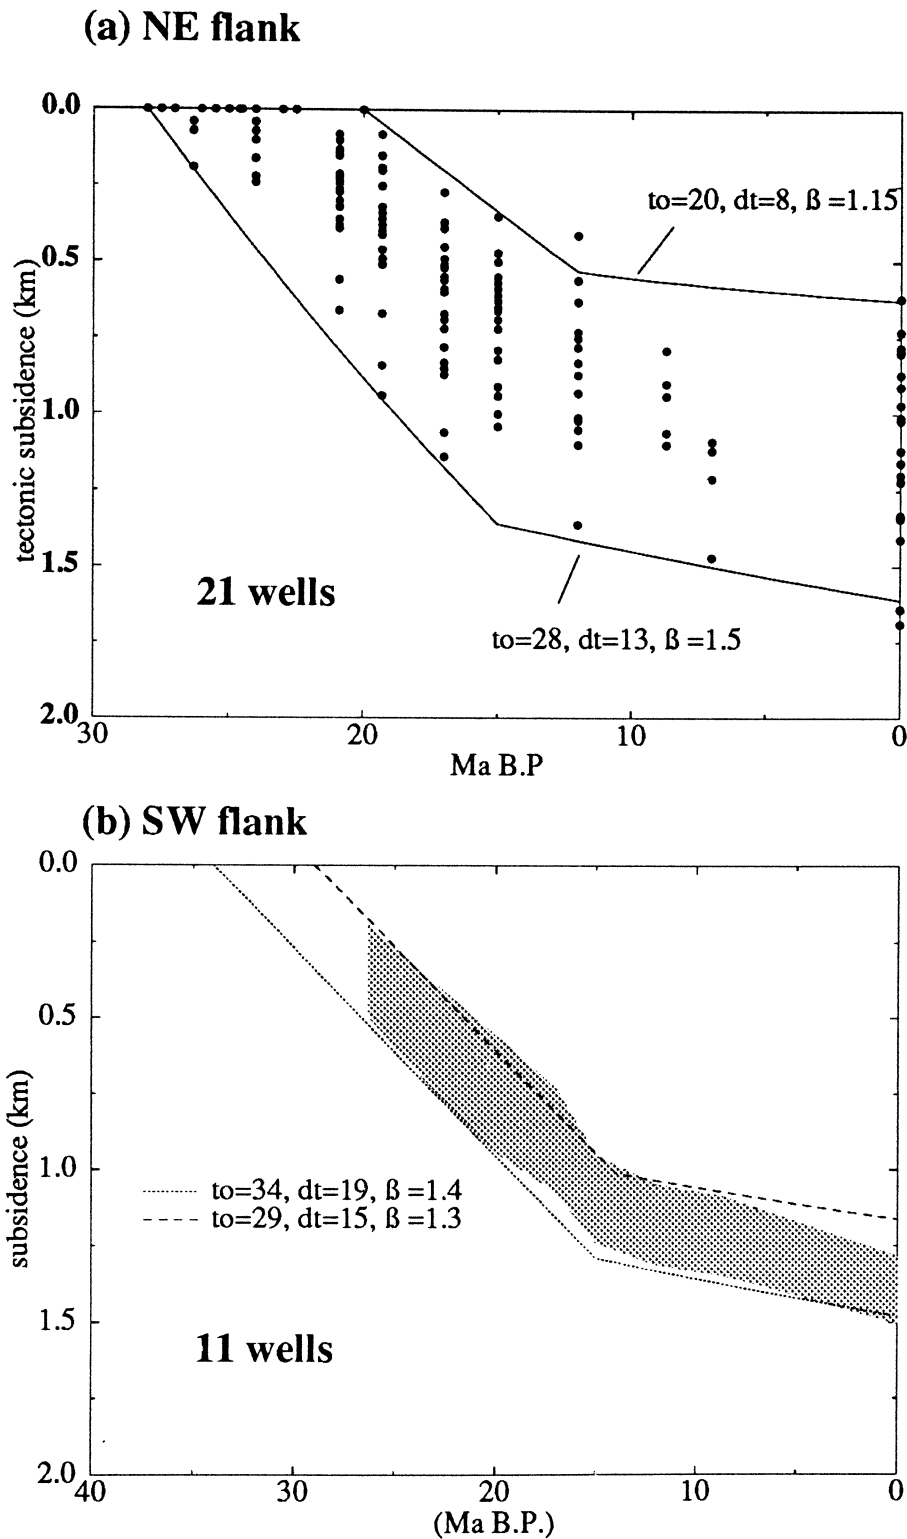 (a) NE flank
0.0
0.5
1.0
1.5
2.0
tectonic subsidence (km)
to=20, dt=8, ß =1.15
21 wells
to=28, dt=13, ß =1.5
30
20
10
0
Ma B.P
(b) SW flank
0.0
0.5
1.0
1.5
2.0
subsidence (km)
to=34, dt=19, ß =1.4
to=29, dt=15, ß =1.3
11 wells
40
30
20
10
0
(Ma B.P.)